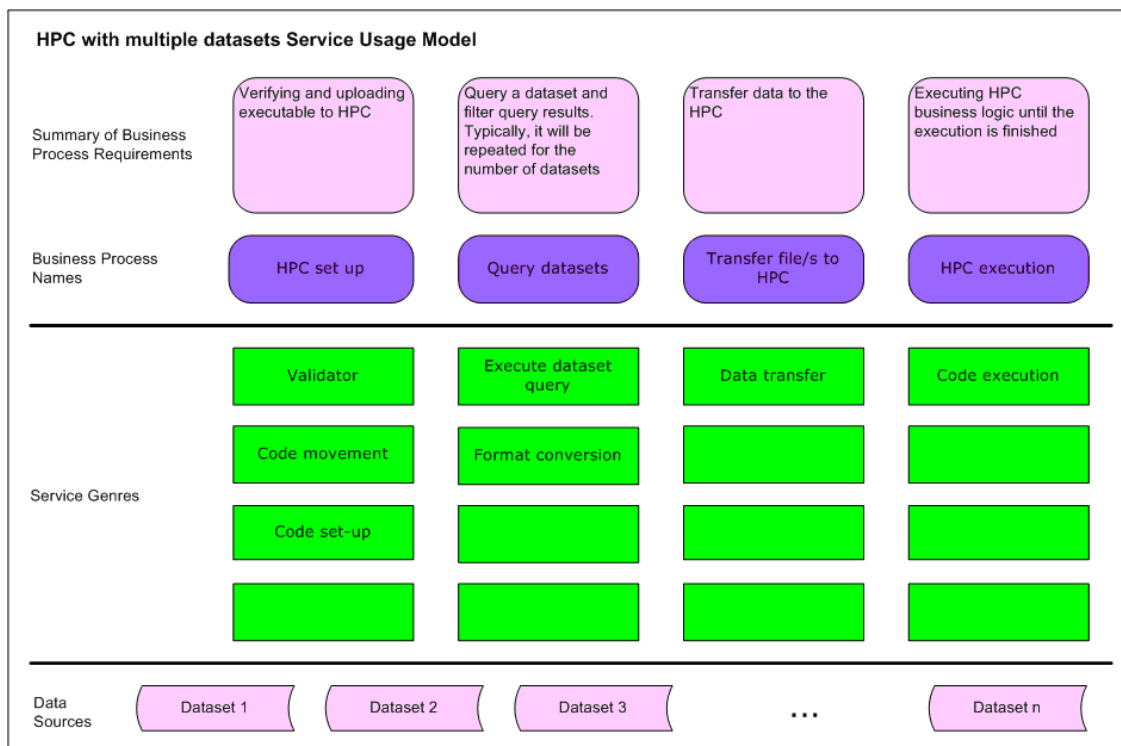 HPC with multiple datasets Service Usage Model
Summary of Business
Process Requirements
Verifying and uploading
executable to HPC
Query a dataset and
filter query results.
Typically, it will be
repeated for the
number of datasets
Transfer data to the
HPC
Executing HPC
business logic until the
execution is finished
Business Process
Names
HPC set up
Query datasets
Transfer file/s to
HPC
HPC execution
Service Genres
Validator
Execute dataset
query
Data transfer
Code execution
Code movement
Format conversion
Code set-up
Data
Sources
Dataset 1
Dataset 2
Dataset 3
...
Dataset n